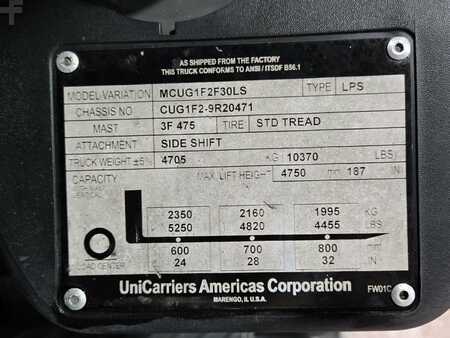 AS SHIPPED FROM THE FACTORY
THIS TRUCK CONFORMS TO ANSI / ITSDF B56.1
MODEL VARIATION MCUG1F2F30LS TYPE LPS
CHASSIS NO CUG1F2-9R20471
MAST 3F 475 TIRE STD TREAD
ATTACHMENT SIDE SHIFT
TRUCK WEIGHT ±5% 4705 KG 10370 LBS
CAPACITY MAX. LIFT HEIGHT 4750 mm 187 IN
2350 2160 1995 KG
5250 4820 4455 LBS
600 700 800 mm
LOAD CENTER 24 28 32 IN
UniCarriers Americas Corporation
MARENGO, IL U.S.A.
FW01C